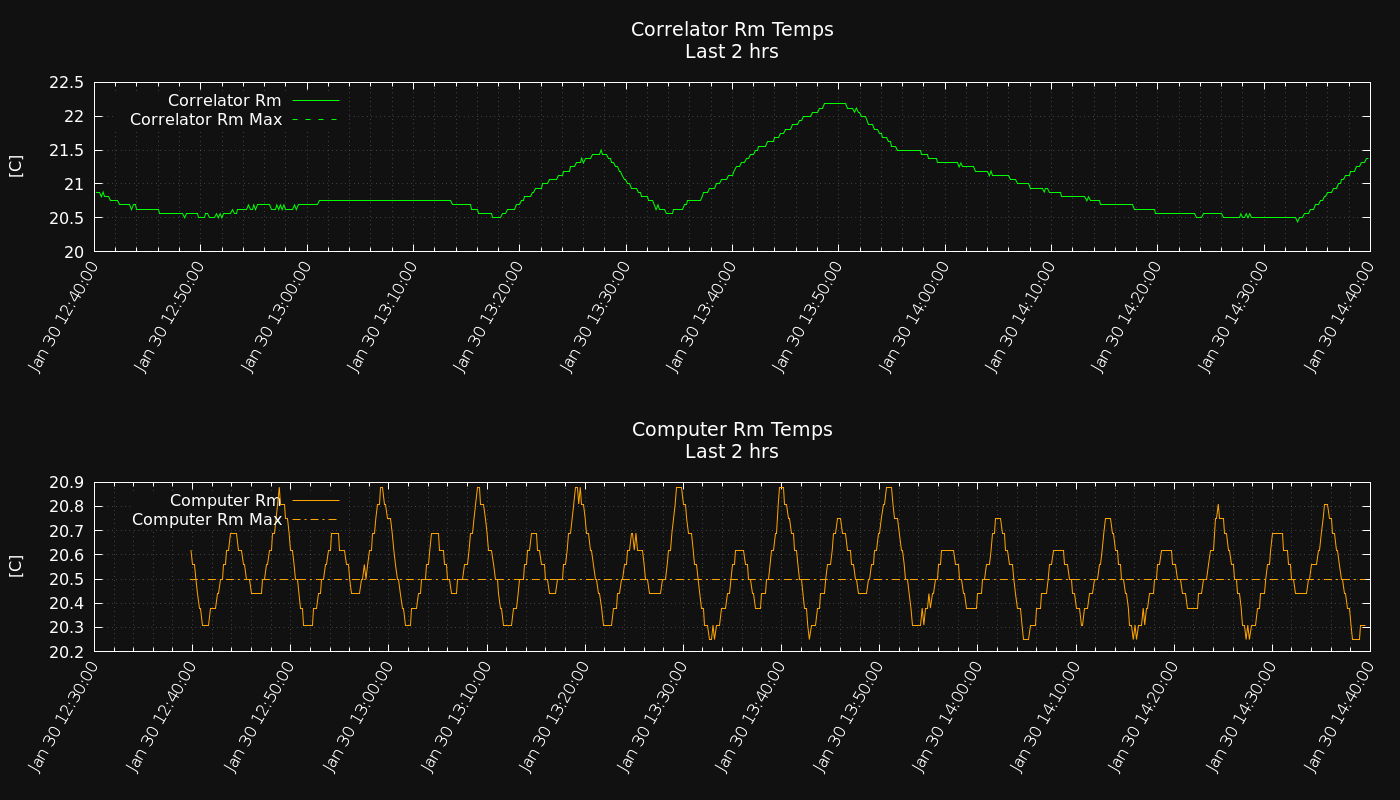 Correlator Rm Temps
Last 2 hrs
22.5
22
21.5
21
20.5
20
[C]
Correlator Rm
Correlator Rm Max
Jan 30 12:40:00
Jan 30 12:50:00
Jan 30 13:00:00
Jan 30 13:10:00
Jan 30 13:20:00
Jan 30 13:30:00
Jan 30 13:40:00
Jan 30 13:50:00
Jan 30 14:00:00
Jan 30 14:10:00
Jan 30 14:20:00
Jan 30 14:30:00
Jan 30 14:40:00
Computer Rm Temps
Last 2 hrs
20.9
20.8
20.7
20.6
20.5
20.4
20.3
20.2
[C]
Computer Rm
Computer Rm Max
Jan 30 12:30:00
Jan 30 12:40:00
Jan 30 12:50:00
Jan 30 13:00:00
Jan 30 13:10:00
Jan 30 13:20:00
Jan 30 13:30:00
Jan 30 13:40:00
Jan 30 13:50:00
Jan 30 14:00:00
Jan 30 14:10:00
Jan 30 14:20:00
Jan 30 14:30:00
Jan 30 14:40:00